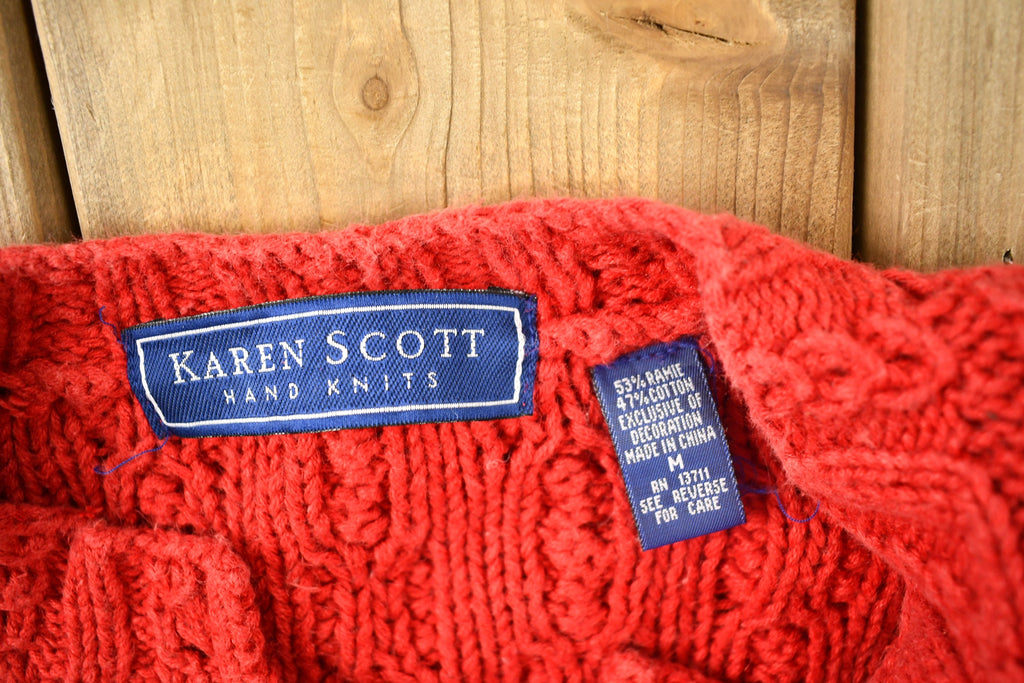 KAREN SCOTT
HAND KNITS
53% RAMIE
47% COTTON
EXCLUSIVE OF
DECORATION
MADE IN CHINA
M
RN 13711
SEE REVERSE
FOR CARE